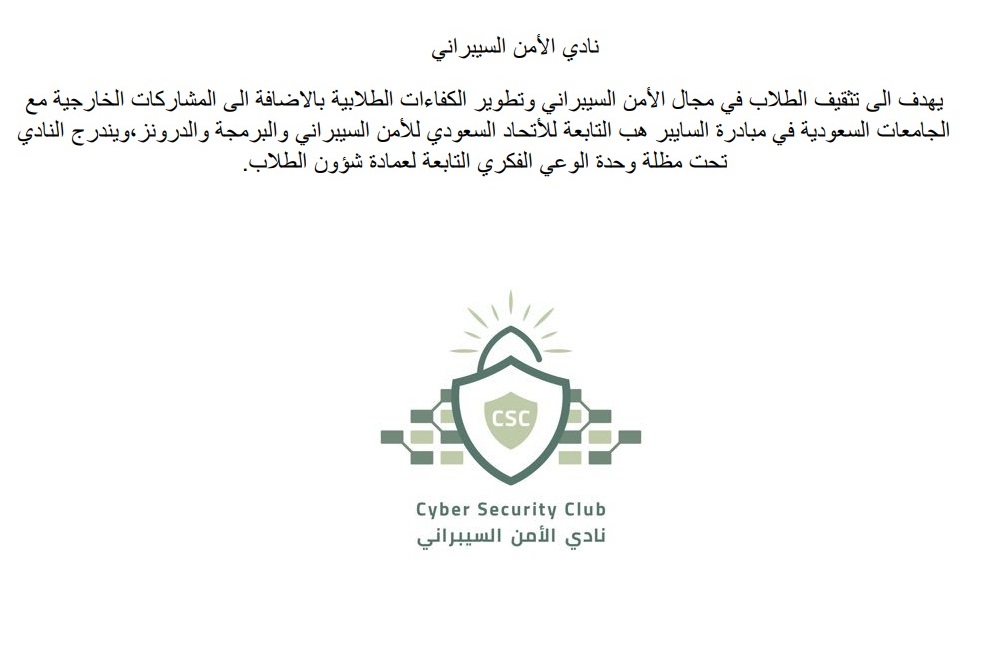 نادي الأمن السيبراني
يهدف الى تثقيف الطلاب في مجال الأمن السيبراني وتطوير الكفاءات الطلابية بالاضافة الى المشاركات الخارجية مع
الجامعات السعودية في مبادرة السايبر هب التابعة للأتحاد السعودي للأمن السيبراني والبرمجة والدرونز،ويندرج النادي
تحت مظلة وحدة الوعي الفكري التابعة لعمادة شؤون الطلاب.
CSC
Cyber Security Club
نادي الأمن السيبراني